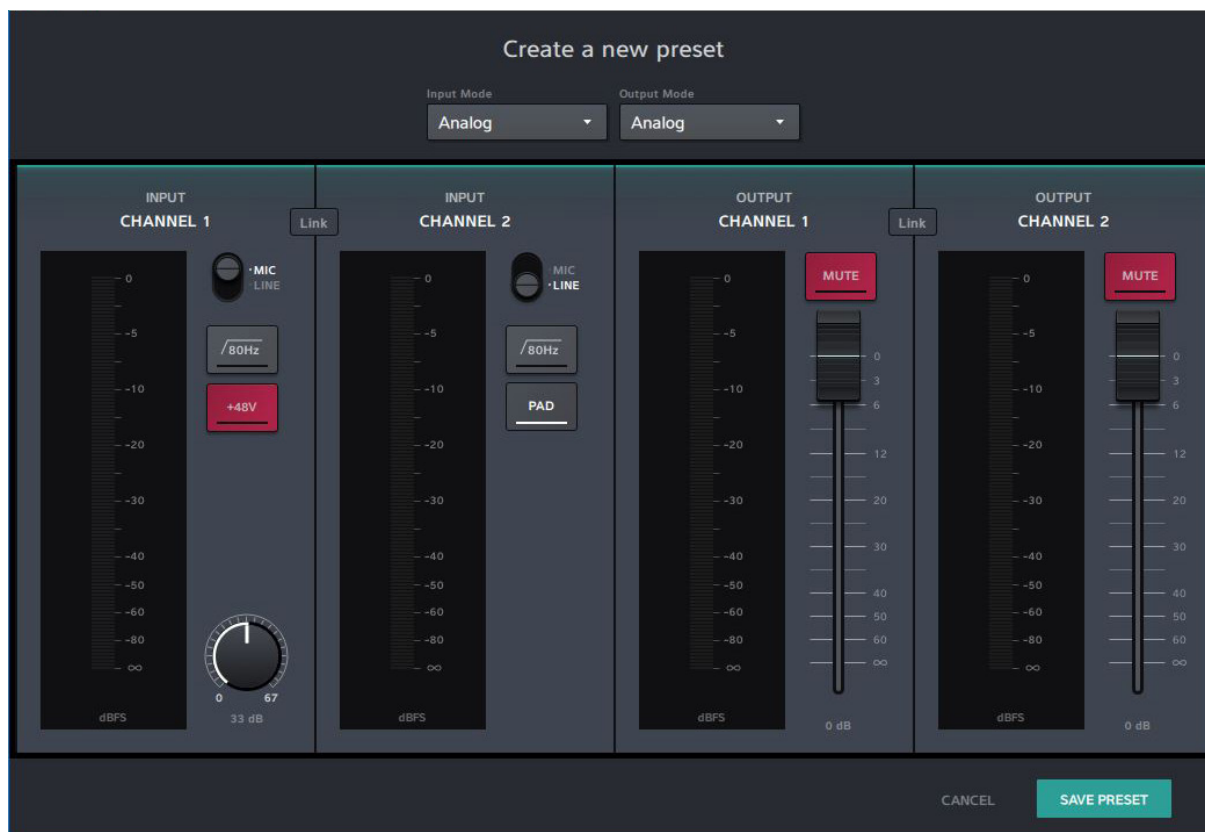 Create a new preset
Input Mode
Output Mode
Analog
Analog
INPUT
CHANNEL 1
Link
MIC
LINE
0
-5
-10
-20
-30
-40
-50
-60
-80
∞
dBFS
80Hz
+48V
0 67
33 dB
INPUT
CHANNEL 2
MIC
LINE
0
-5
-10
-20
-30
-40
-50
-60
-80
∞
dBFS
80Hz
PAD
OUTPUT
CHANNEL 1
Link
MUTE
0
-5
-10
-20
-30
-40
-50
-60
-80
∞
dBFS
0
3
6
12
20
30
40
50
60
∞
0 dB
OUTPUT
CHANNEL 2
MUTE
0
-5
-10
-20
-30
-40
-50
-60
-80
∞
dBFS
0
3
6
12
20
30
40
50
60
∞
0 dB
CANCEL
SAVE PRESET